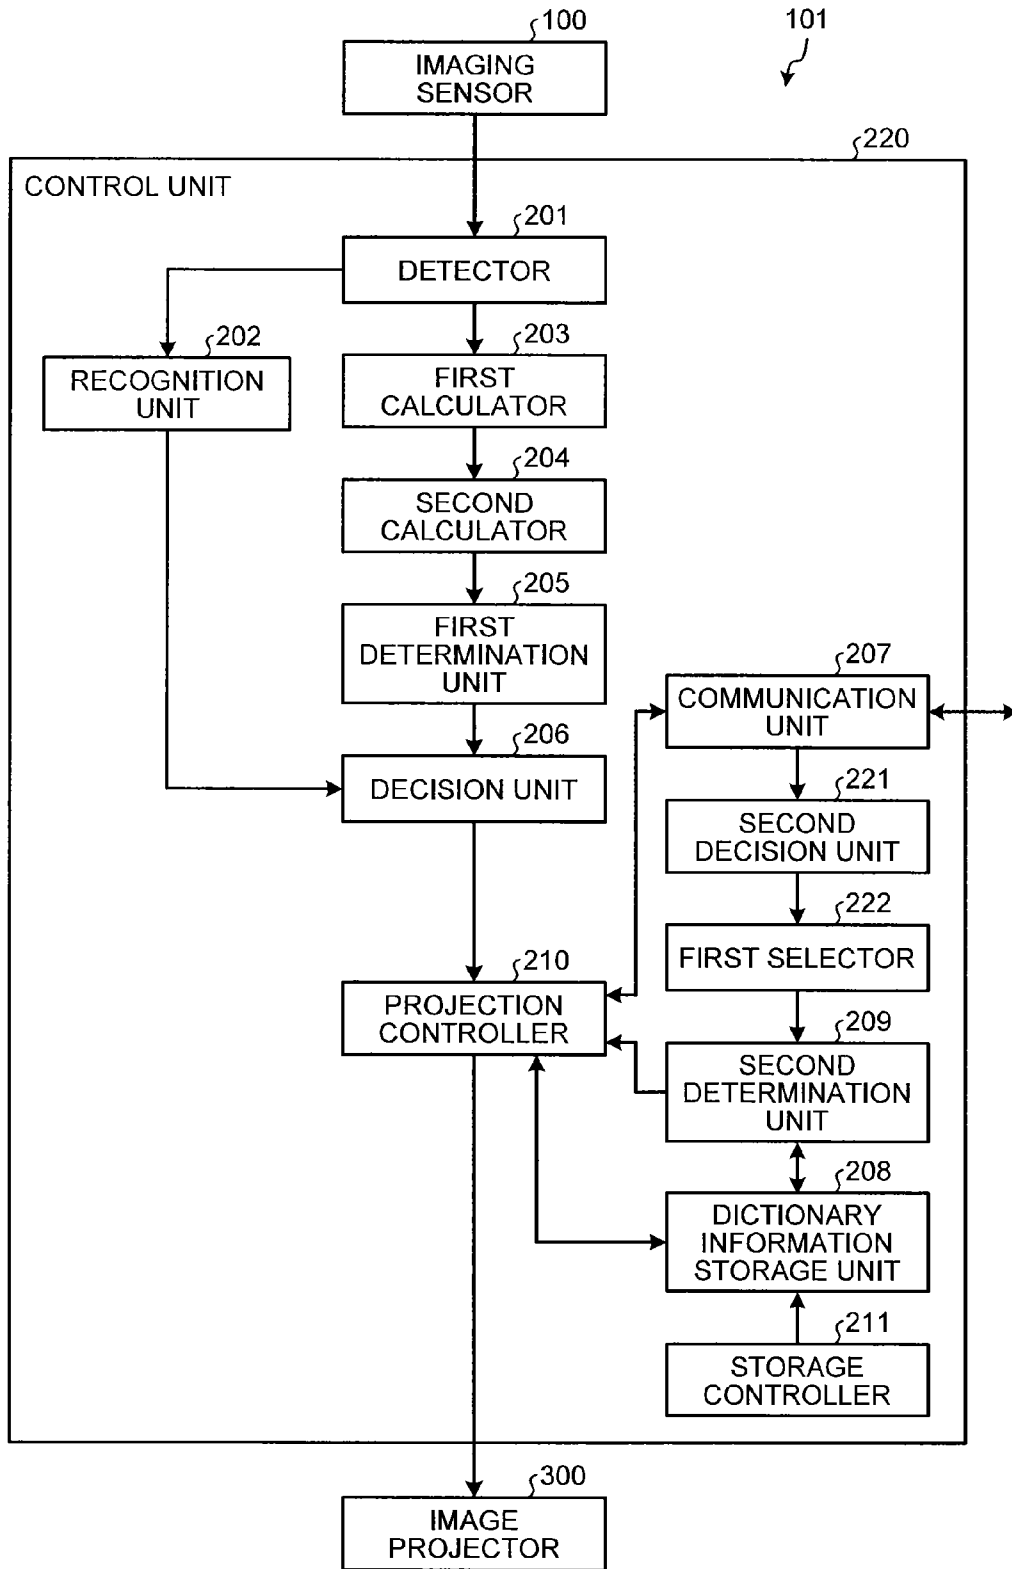 100
101
IMAGING
SENSOR
220
CONTROL UNIT
201
DETECTOR
202
RECOGNITION
UNIT
203
FIRST
CALCULATOR
204
SECOND
CALCULATOR
205
FIRST
DETERMINATION
UNIT
207
COMMUNICATION
UNIT
206
DECISION UNIT
221
SECOND
DECISION UNIT
222
FIRST SELECTOR
210
PROJECTION
CONTROLLER
209
SECOND
DETERMINATION
UNIT
208
DICTIONARY
INFORMATION
STORAGE UNIT
211
STORAGE
CONTROLLER
300
IMAGE
PROJECTOR